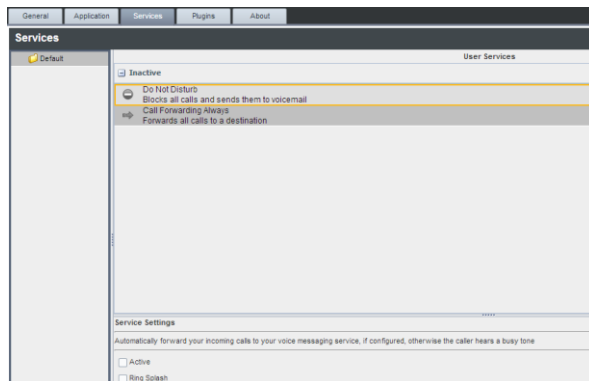 General Application Services Plugins About
Services
Default
User Services
Inactive
Do Not Disturb
Blocks all calls and sends them to voicemail
Call Forwarding Always
Forwards all calls to a destination
Service Settings
Automatically forward your incoming calls to your voice messaging service, if configured, otherwise the caller hears a busy tone
Active
Ring Splash